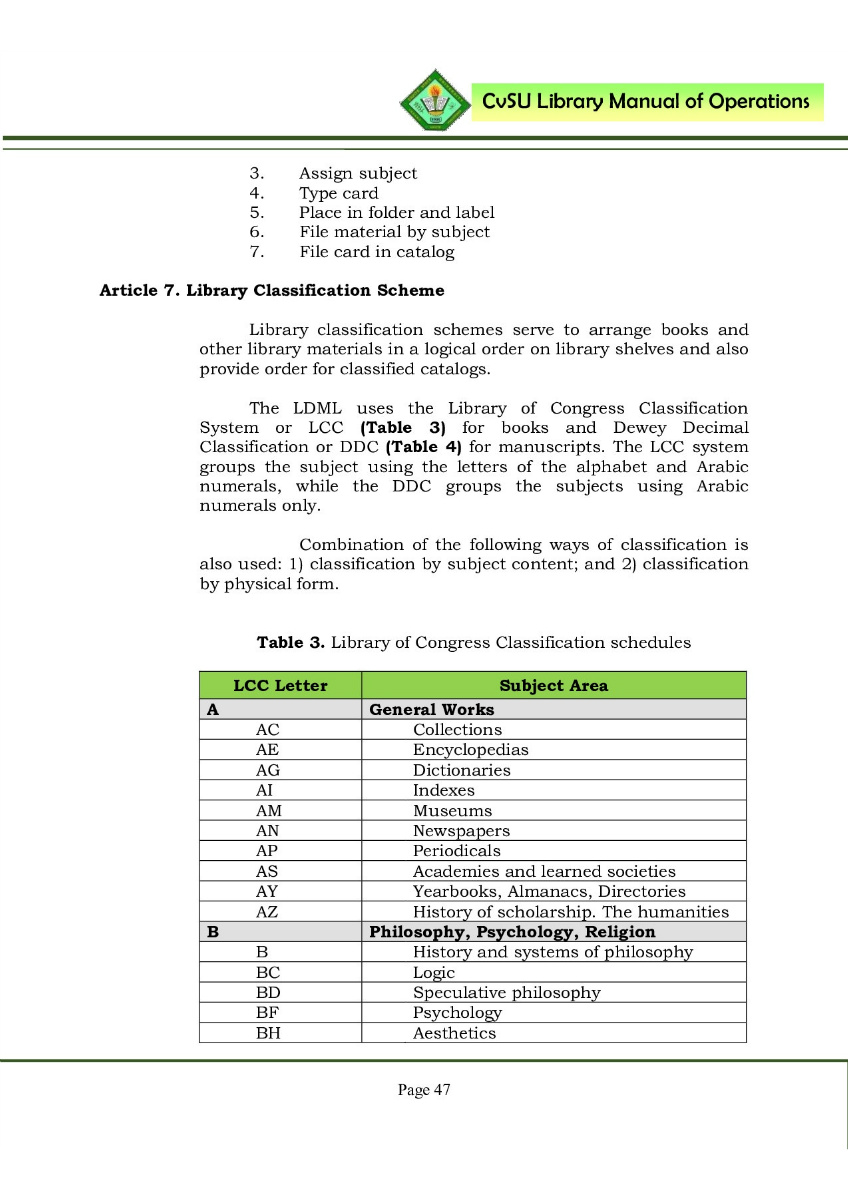 CvSU Library Manual of Operations
3. Assign subject
4. Type card
5. Place in folder and label
6. File material by subject
7. File card in catalog
Article 7. Library Classification Scheme
Library classification schemes serve to arrange books and
other library materials in a logical order on library shelves and also
provide order for classified catalogs.
The LDML uses the Library of Congress Classification
System or LCC (Table 3) for books and Dewey Decimal
Classification or DDC (Table 4) for manuscripts. The LCC system
groups the subject using the letters of the alphabet and Arabic
numerals, while the DDC groups the subjects using Arabic
numerals only.
Combination of the following ways of classification is
also used: 1) classification by subject content; and 2) classification
by physical form.
Table 3. Library of Congress Classification schedules
LCC Letter Subject Area
A General Works
AC Collections
AE Encyclopedias
AG Dictionaries
AI Indexes
AM Museums
AN Newspapers
AP Periodicals
AS Academies and learned societies
AY Yearbooks, Almanacs, Directories
AZ History of scholarship. The humanities
B Philosophy, Psychology, Religion
B History and systems of philosophy
BC Logic
BD Speculative philosophy
BF Psychology
BH Aesthetics
Page 47